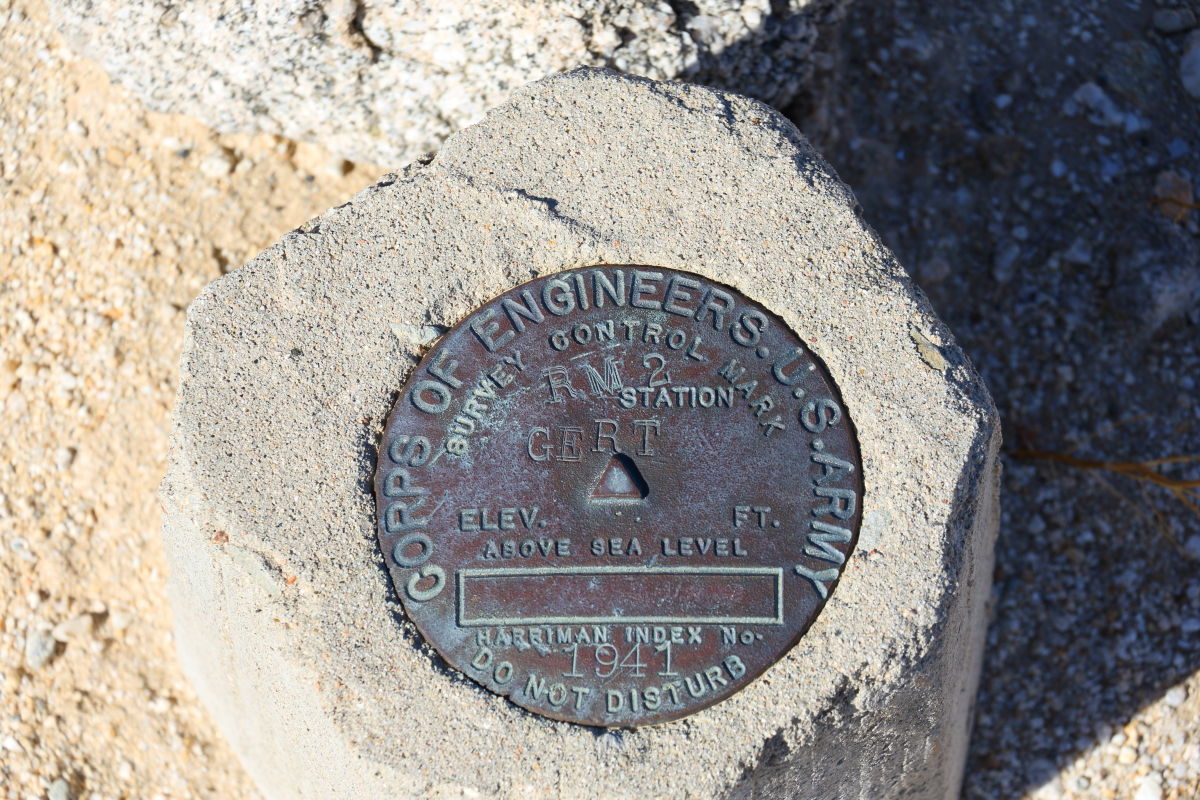 CORPS OF ENGINEERS. U.S. ARMY
SURVEY CONTROL MARK
RM 2
STATION
GERT
ELEV. FT.
ABOVE SEA LEVEL
HARRIMAN INDEX No.
1941
DO NOT DISTURB